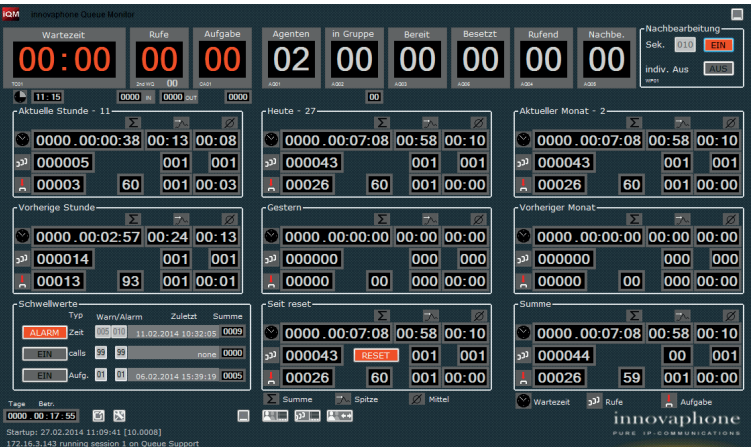 iQM innovaphone Queue Monitor
Wartezeit Rufe Aufgabe Agenten in Gruppe Bereit Besetzt Rufend Nachbe.
00:00 00 00 02 00 00 00 00 00
2nd WQ 00
Nachbearbeitung
Sek. 010 EIN
indiv. Aus AUS
11:15 0000 IN 0000 OUT 0000 00
Aktuelle Stunde - 11
Σ Ø
0000.00:00:38 00:13 00:08
000005 001 001
00003 60 001 00:03
Heute - 27
Σ Ø
0000.00:07:08 00:58 00:10
000043 001 001
00026 60 001 00:00
Aktueller Monat - 2
Σ Ø
0000.00:07:08 00:58 00:10
000043 001 001
00026 60 001 00:00
Vorherige Stunde
Σ Ø
0000.00:02:57 00:24 00:13
000014 001 001
00013 93 001 00:01
Gestern
Σ Ø
0000.00:00:00 00:00 00:00
000000 000 000
00000 00 000 00:00
Vorheriger Monat
Σ Ø
0000.00:00:00 00:00 00:00
000000 000 000
00000 00 000 00:00
Schwellwerte
Typ Warn/Alarm Zuletzt Summe
ALARM Zeit 005 010 11.02.2014 10:32:05 0009
EIN calls 99 99 none 0000
EIN Aufg. 01 01 06.02.2014 15:39:19 0005
Seit reset
Σ Ø
0000.00:07:08 00:58 00:10
000043 RESET 001 001
00026 60 001 00:00
Summe
Σ Ø
0000.00:07:08 00:58 00:10
000044 00 001
00026 59 001 00:00
Σ Summe Spitze Ø Mittel
Wartezeit Rufe Aufgabe
Tage Betr.
0000.00:17:55
innovaphone
PURE IP-COMMUNICATIONS
Startup: 27.02.2014 11:09:41 [10.0008]
172.16.3.143 running session 1 on Queue Support